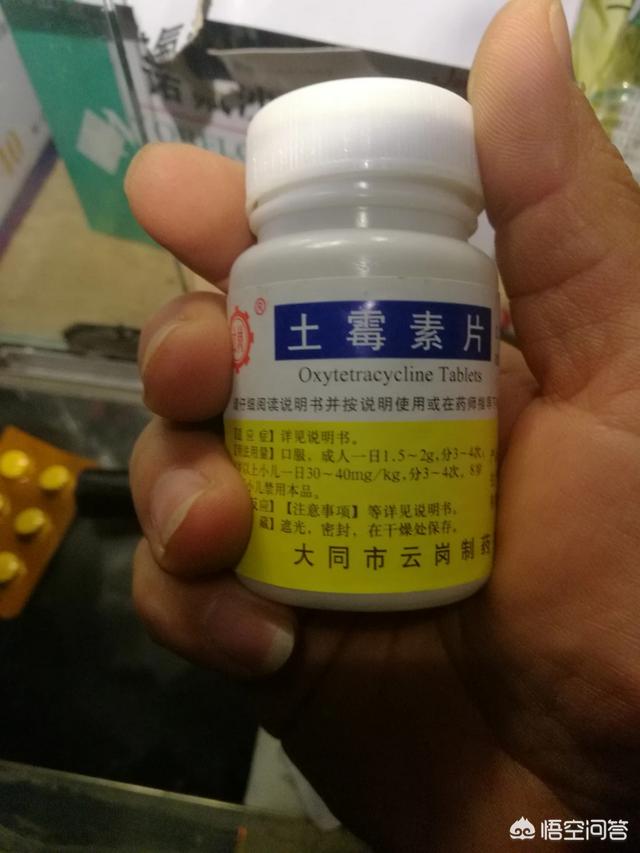 10
®
土霉素片
Oxytetracycline Tablets
仔细阅读说明书并按说明使用或在药师指导下
应症】详见说明书。
用量】口服,成人一日1.5~2g,分3~4次,
以上小儿一日30~40mg/kg,分3~4次。8岁
小儿禁用本品。
反应】【注意事项】等详见说明书。
藏】遮光,密封,在干燥处保存。
大同市云岗制药
悟空问答